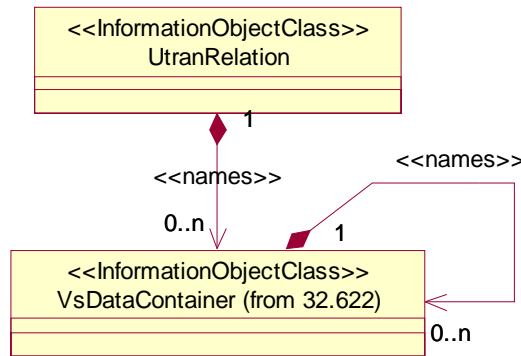 <<InformationObjectClass>>
UtranRelation
1
<<names>>
<<names>>
0..n
1
<<InformationObjectClass>>
VsDataContainer (from 32.622)
0..n